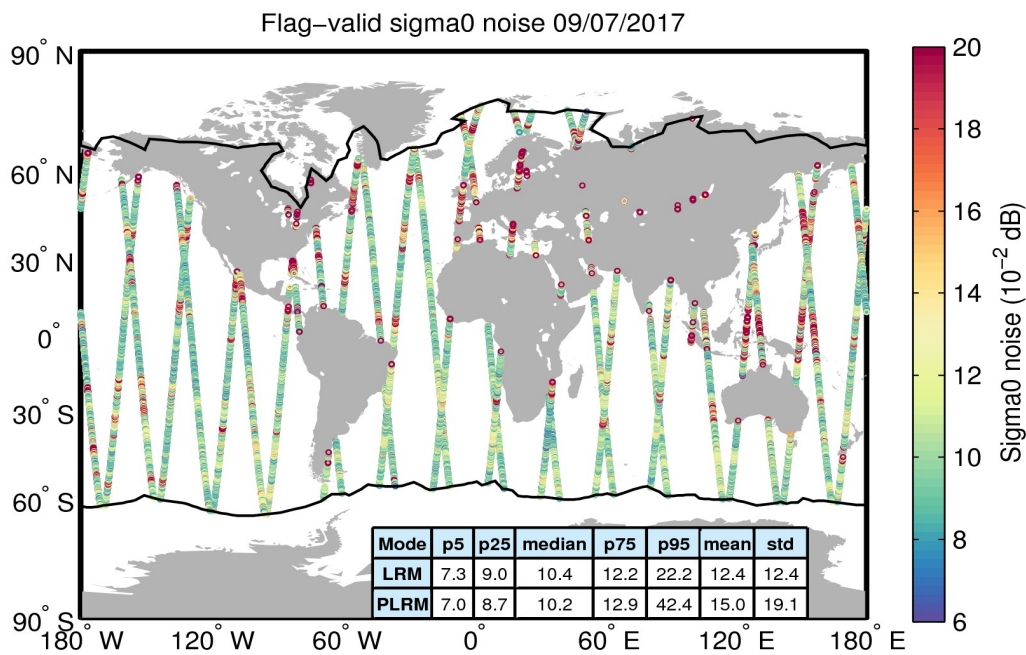 Flag−valid sigma0 noise 09/07/2017
90° N
60° N
30° N
0°
30° S
60° S
90° S
180° W 120° W 60° W 0° 60° E 120° E 180° E
20
18
16
14
12
10
8
6
Sigma0 noise (10⁻² dB)
Mode p5 p25 median p75 p95 mean std
LRM 7.3 9.0 10.4 12.2 22.2 12.4 12.4
PLRM 7.0 8.7 10.2 12.9 42.4 15.0 19.1